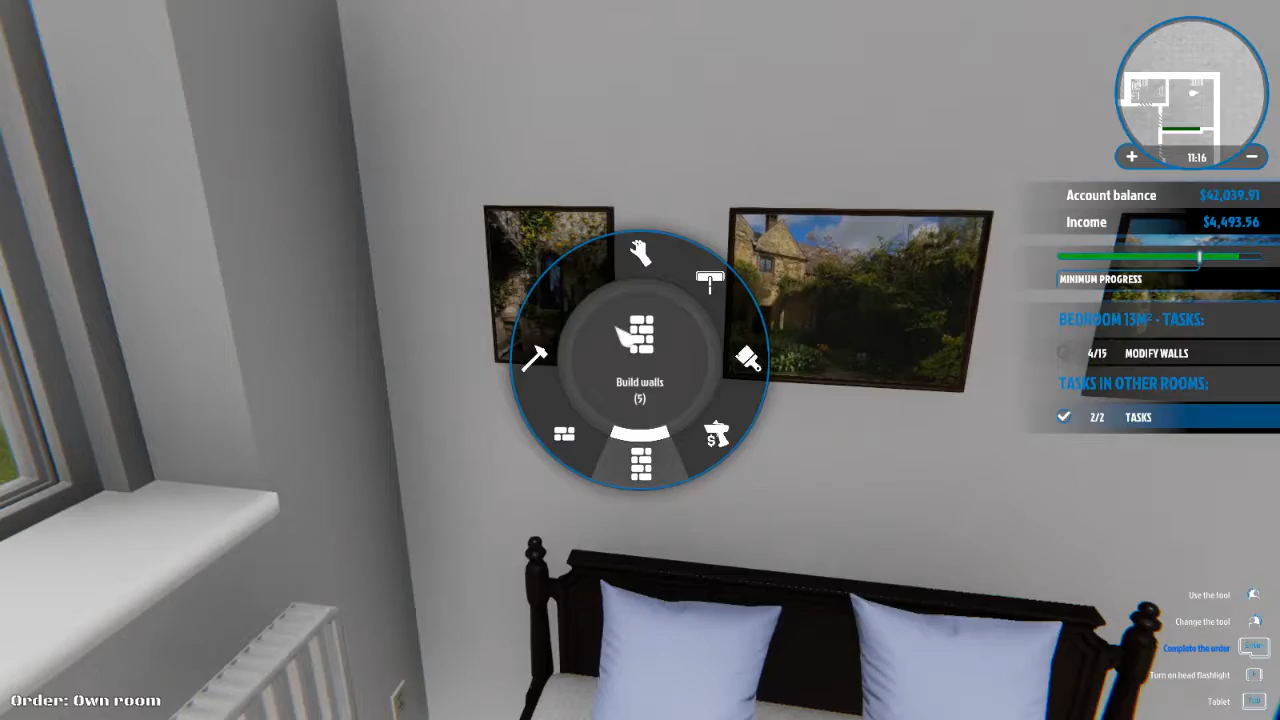 + 11:16 −
Account balance $42,039.91
Income $4,493.56
MINIMUM PROGRESS
BEDROOM 13M² - TASKS:
4/15 MODIFY WALLS
TASKS IN OTHER ROOMS:
2/2 TASKS
Build walls
(5)
$
Use the tool
Change the tool
Complete the order Enter
Turn on head flashlight
Tablet Tab
Order: Own room